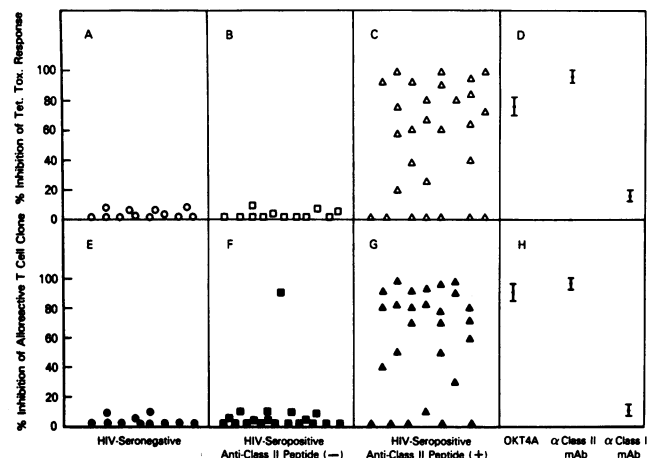 % Inhibition of Alloreactive T Cell Clone % Inhibition of Tet. Tox. Response
A B C D
100
80
60
40
20
0
E F G H
100
80
60
40
20
0
HIV-Seronegative HIV-Seropositive HIV-Seropositive OKT4A α Class II α Class I
Anti-Class II Peptide (—) Anti-Class II Peptide (+) mAb mAb